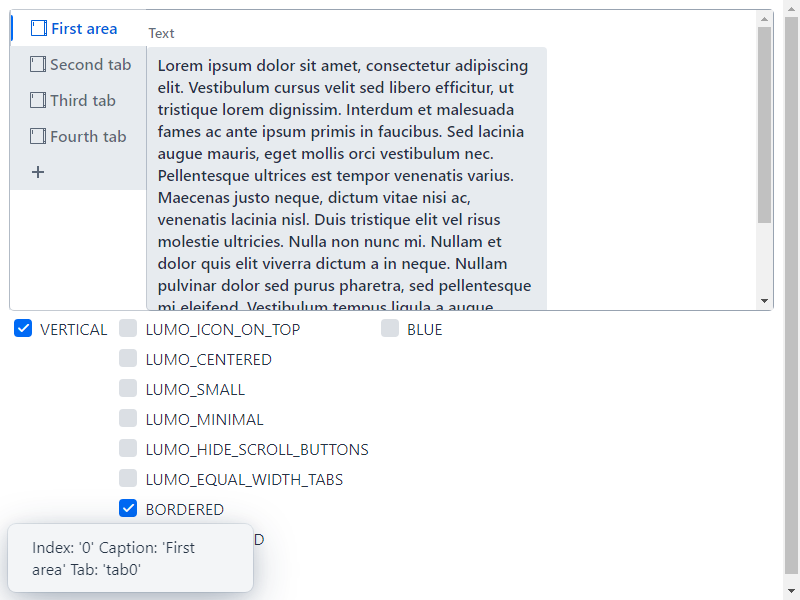 First area
Second tab
Third tab
Fourth tab
+
Text
Lorem ipsum dolor sit amet, consectetur adipiscing
elit. Vestibulum cursus velit sed libero efficitur, ut
tristique lorem dignissim. Interdum et malesuada
fames ac ante ipsum primis in faucibus. Sed lacinia
augue mauris, eget mollis orci vestibulum nec.
Pellentesque ultrices est tempor venenatis varius.
Maecenas justo neque, dictum vitae nisi ac,
venenatis lacinia nisl. Duis tristique elit vel risus
molestie ultricies. Nulla non nunc mi. Nullam et
dolor quis elit viverra dictum a in neque. Nullam
pulvinar dolor sed purus pharetra, sed pellentesque
mi eleifend. Vestibulum tempus ligula a augue
VERTICAL
LUMO_ICON_ON_TOP
LUMO_CENTERED
LUMO_SMALL
LUMO_MINIMAL
LUMO_HIDE_SCROLL_BUTTONS
LUMO_EQUAL_WIDTH_TABS
BORDERED
D
BLUE
Index: '0' Caption: 'First
area' Tab: 'tab0'